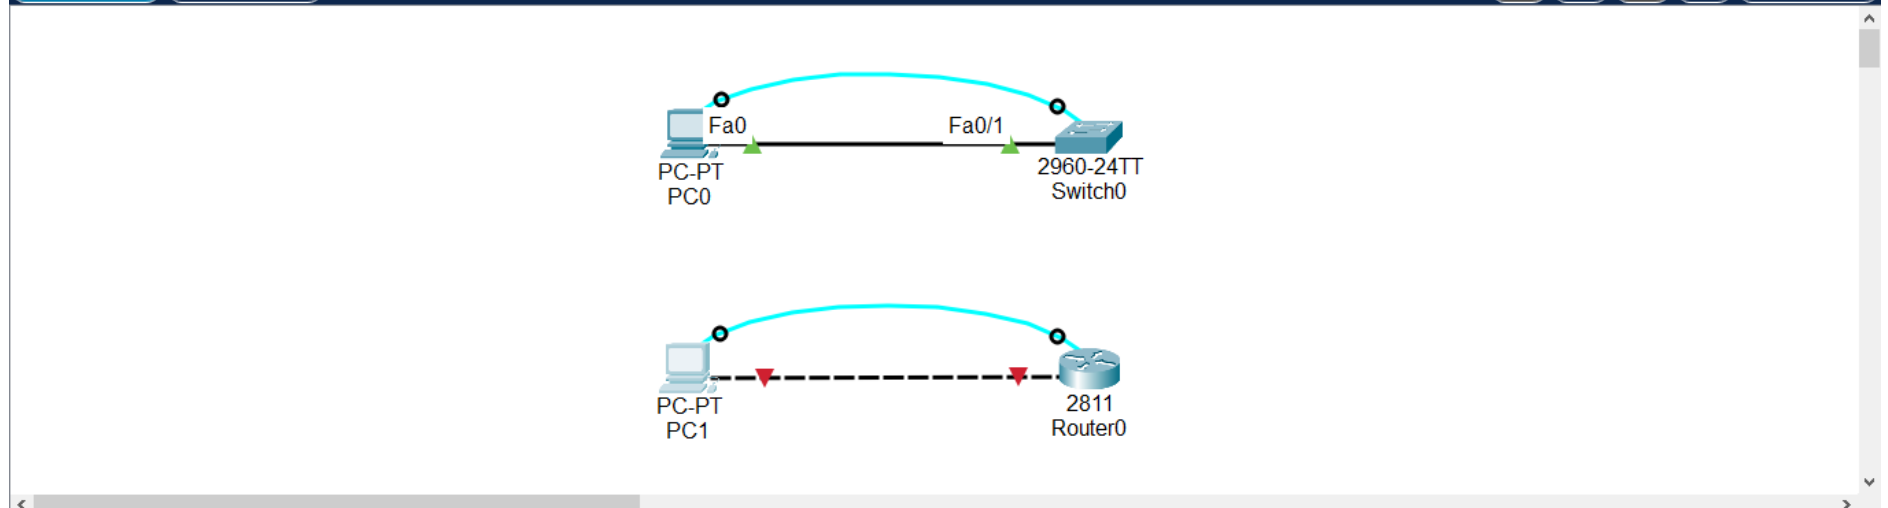 Fa0
Fa0/1
PC-PT
PC0
2960-24TT
Switch0
PC-PT
PC1
2811
Router0